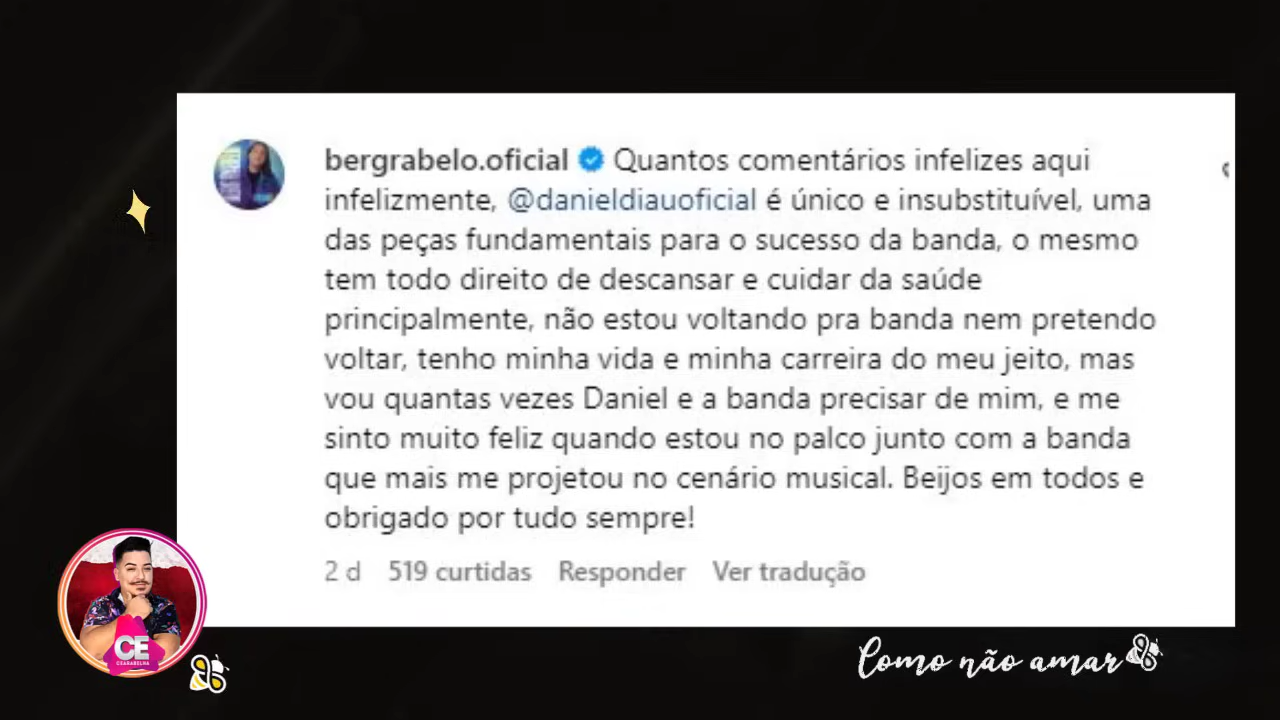 bergrabelo.oficial Quantos comentários infelizes aqui
infelizmente, @danieldiauoficial é único e insubstituível, uma
das peças fundamentais para o sucesso da banda, o mesmo
tem todo direito de descansar e cuidar da saúde
principalmente, não estou voltando pra banda nem pretendo
voltar, tenho minha vida e minha carreira do meu jeito, mas
vou quantas vezes Daniel e a banda precisar de mim, e me
sinto muito feliz quando estou no palco junto com a banda
que mais me projetou no cenário musical. Beijos em todos e
obrigado por tudo sempre!
2 d 519 curtidas Responder Ver tradução
CE
CEARABELHA
Como não amar